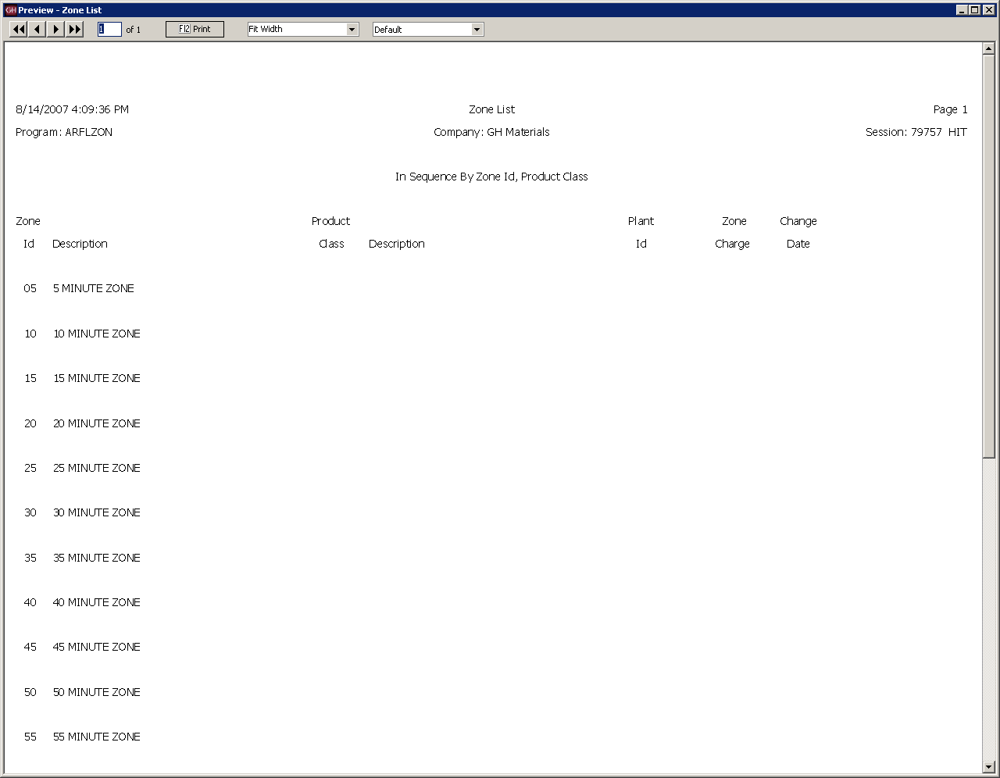 GH Preview - Zone List
1 of 1 F12 Print Fit Width Default
8/14/2007 4:09:36 PM Zone List Page 1
Program: ARFLZON Company: GH Materials Session: 79757 HIT
In Sequence By Zone Id, Product Class
Zone Product Plant Zone Change
Id Description Class Description Id Charge Date
05 5 MINUTE ZONE
10 10 MINUTE ZONE
15 15 MINUTE ZONE
20 20 MINUTE ZONE
25 25 MINUTE ZONE
30 30 MINUTE ZONE
35 35 MINUTE ZONE
40 40 MINUTE ZONE
45 45 MINUTE ZONE
50 50 MINUTE ZONE
55 55 MINUTE ZONE